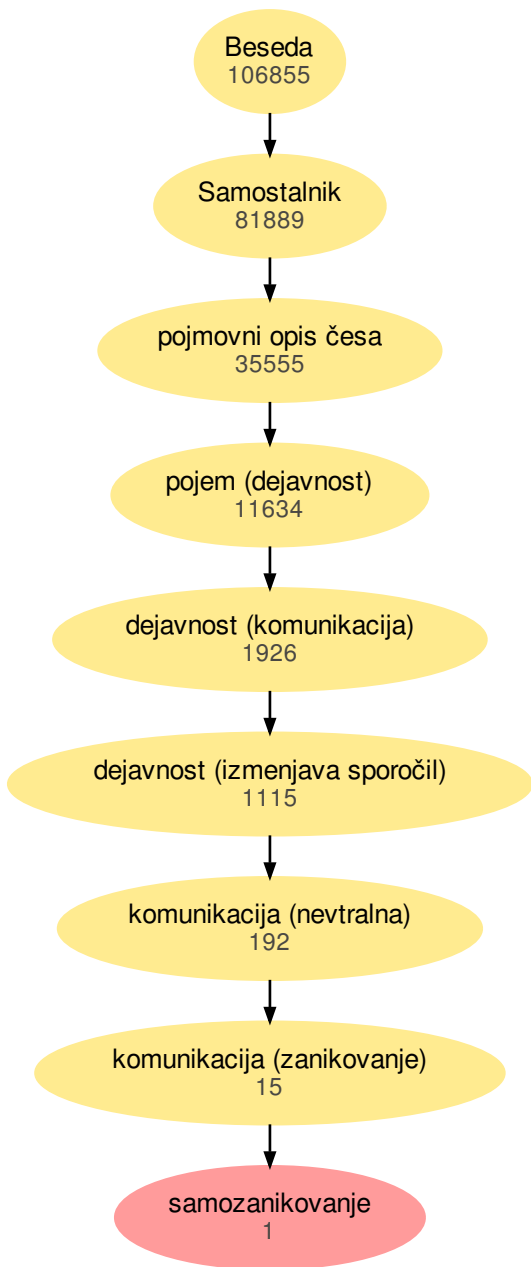 Beseda
106855
Samostalnik
81889
pojmovni opis česa
35555
pojem (dejavnost)
11634
dejavnost (komunikacija)
1926
dejavnost (izmenjava sporočil)
1115
komunikacija (nevtralna)
192
komunikacija (zanikovanje)
15
samozanikovanje
1